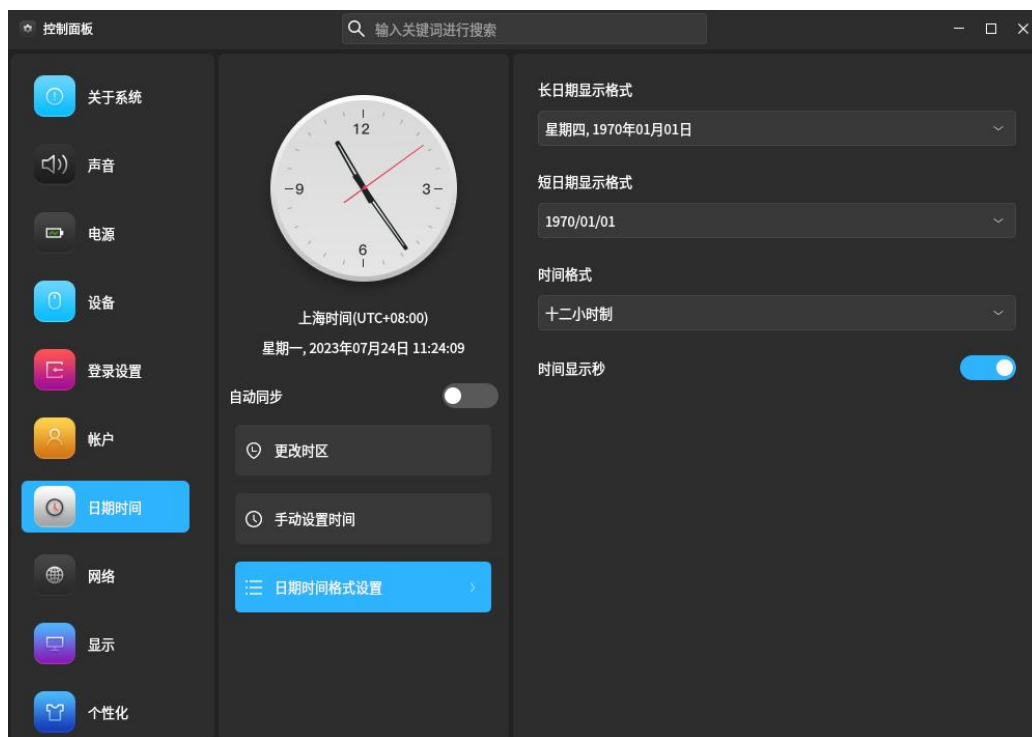 控制面板
输入关键词进行搜索
关于系统
声音
电源
设备
登录设置
帐户
日期时间
网络
显示
个性化
12
9
3
6
上海时间(UTC+08:00)
星期一, 2023年07月24日 11:24:09
自动同步
更改时区
手动设置时间
日期时间格式设置
长日期显示格式
星期四, 1970年01月01日
短日期显示格式
1970/01/01
时间格式
十二小时制
时间显示秒